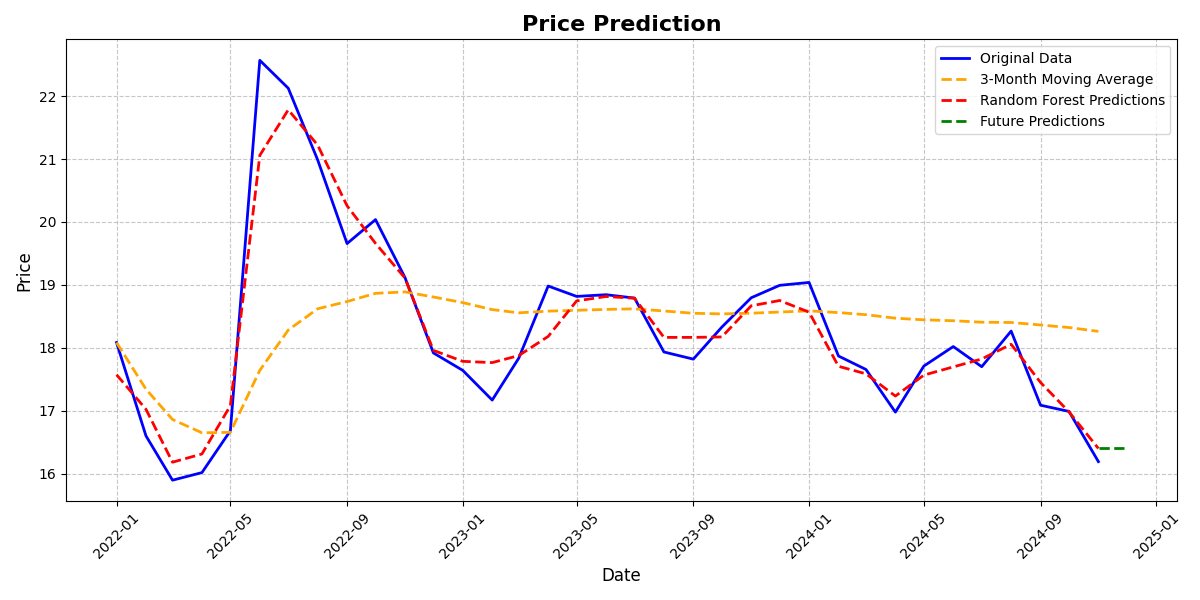 Price Prediction
Original Data
3-Month Moving Average
Random Forest Predictions
Future Predictions
22
21
20
19
18
17
16
Price
2022-01
2022-05
2022-09
2023-01
2023-05
2023-09
2024-01
2024-05
2024-09
2025-01
Date